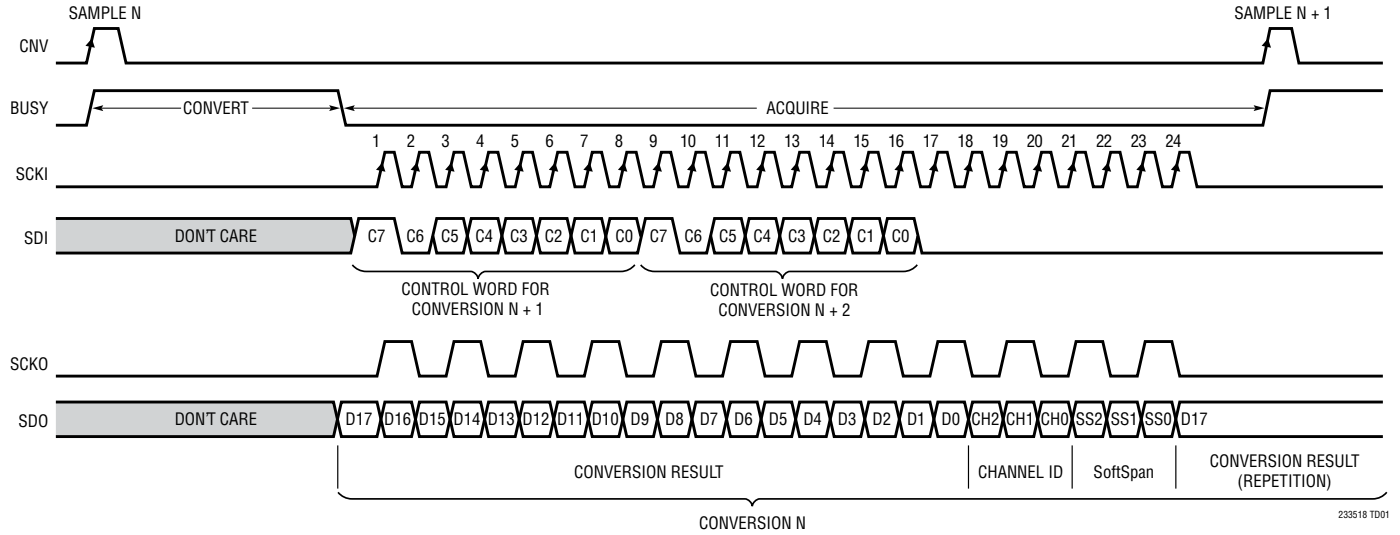 SAMPLE N SAMPLE N + 1
CNV
BUSY CONVERT ACQUIRE
1 2 3 4 5 6 7 8 9 10 11 12 13 14 15 16 17 18 19 20 21 22 23 24
SCKI
SDI DON'T CARE C7 C6 C5 C4 C3 C2 C1 C0 C7 C6 C5 C4 C3 C2 C1 C0
CONTROL WORD FOR CONTROL WORD FOR
CONVERSION N + 1 CONVERSION N + 2
SCKO
SDO DON'T CARE D17 D16 D15 D14 D13 D12 D11 D10 D9 D8 D7 D6 D5 D4 D3 D2 D1 D0 CH2 CH1 CH0 SS2 SS1 SS0 D17
CONVERSION RESULT CHANNEL ID SoftSpan CONVERSION RESULT
(REPETITION)
CONVERSION N
233518 TD01